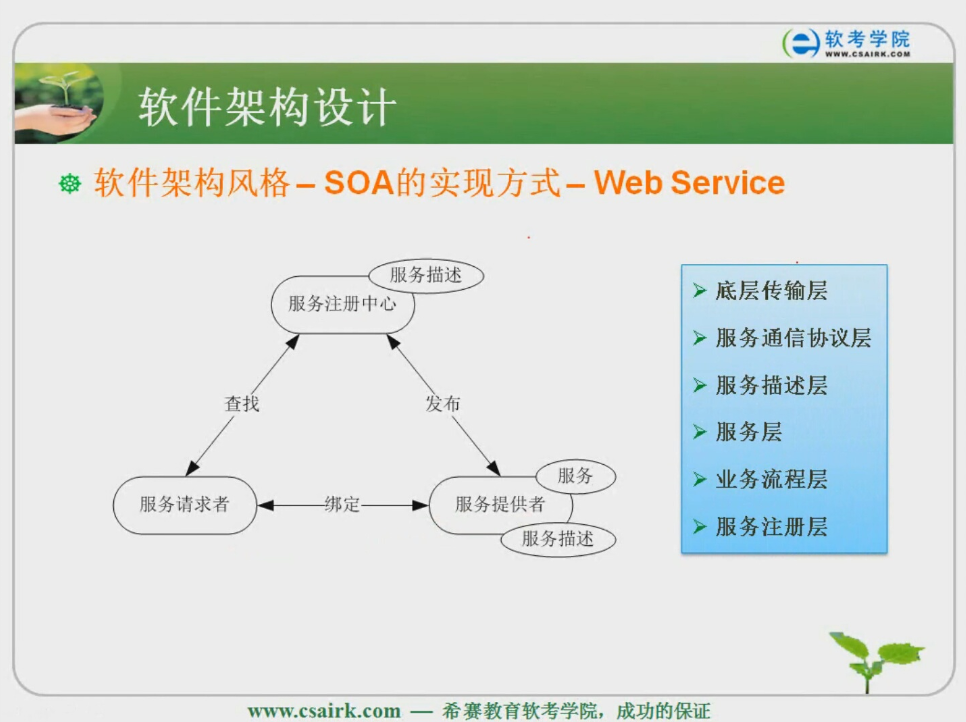 软考学院
WWW.CSAIRK.COM
软件架构设计
软件架构风格 – SOA的实现方式 – Web Service
服务描述
服务注册中心
查找
发布
服务请求者
绑定
服务提供者
服务
服务描述
底层传输层
服务通信协议层
服务描述层
服务层
业务流程层
服务注册层
www.csairk.com — 希赛教育软考学院，成功的保证